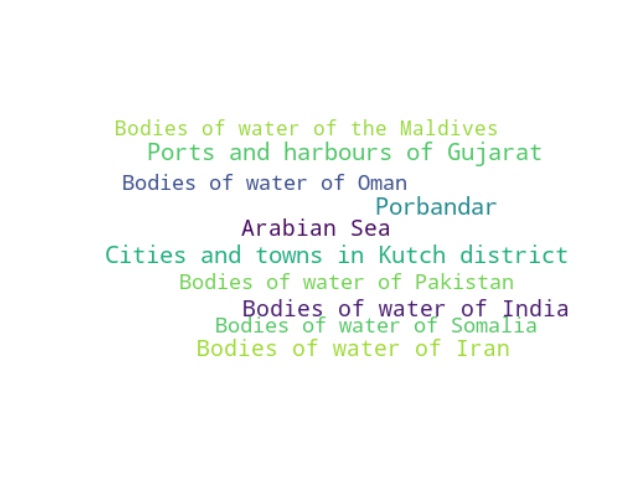 Bodies of water of the Maldives
Ports and harbours of Gujarat
Bodies of water of Oman
Porbandar
Arabian Sea
Cities and towns in Kutch district
Bodies of water of Pakistan
Bodies of water of India
Bodies of water of Somalia
Bodies of water of Iran